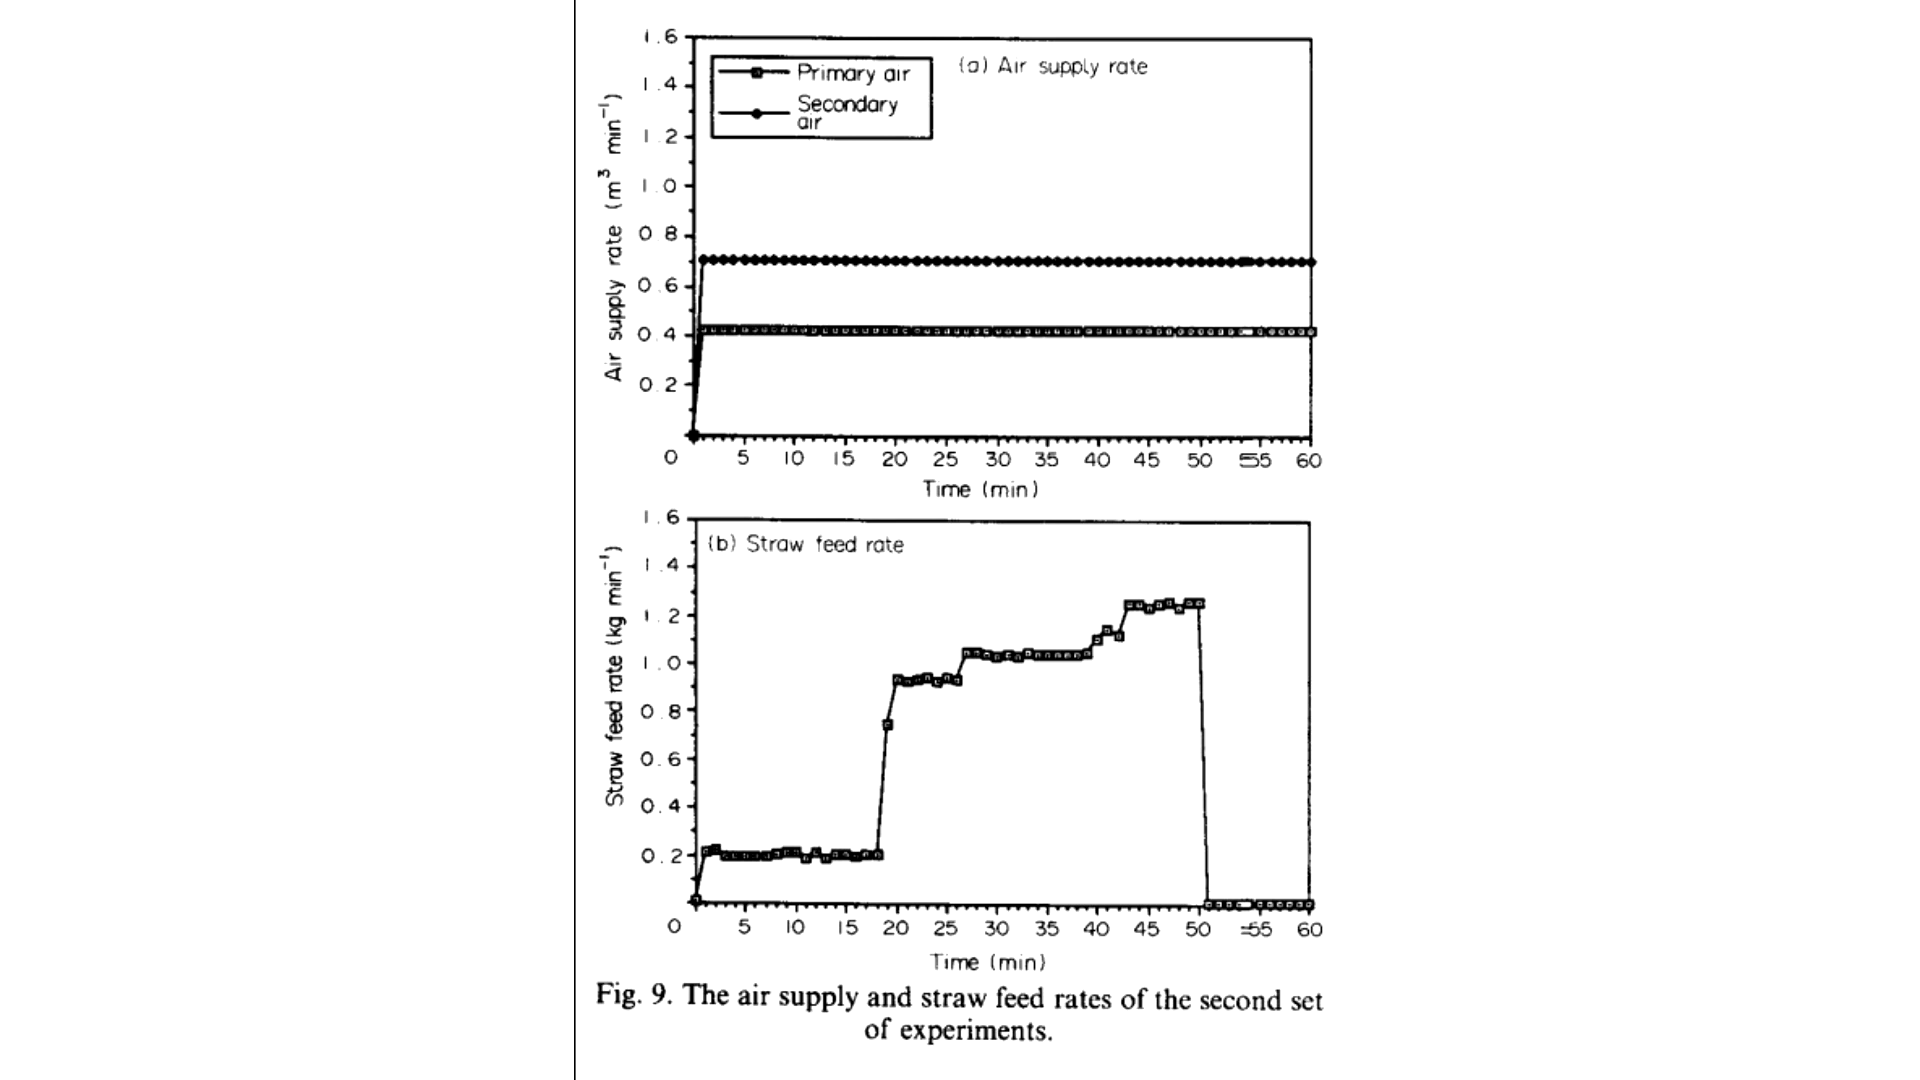 1.6
1.4
1.2
1.0
0.8
0.6
0.4
0.2
Air supply rate (m³ min⁻¹)
Primary air
Secondary
air
(a) Air supply rate
0 5 10 15 20 25 30 35 40 45 50 55 60
Time (min)
1.6
1.4
1.2
1.0
0.8
0.6
0.4
0.2
Straw feed rate (kg min⁻¹)
(b) Straw feed rate
0 5 10 15 20 25 30 35 40 45 50 55 60
Time (min)
Fig. 9. The air supply and straw feed rates of the second set
of experiments.